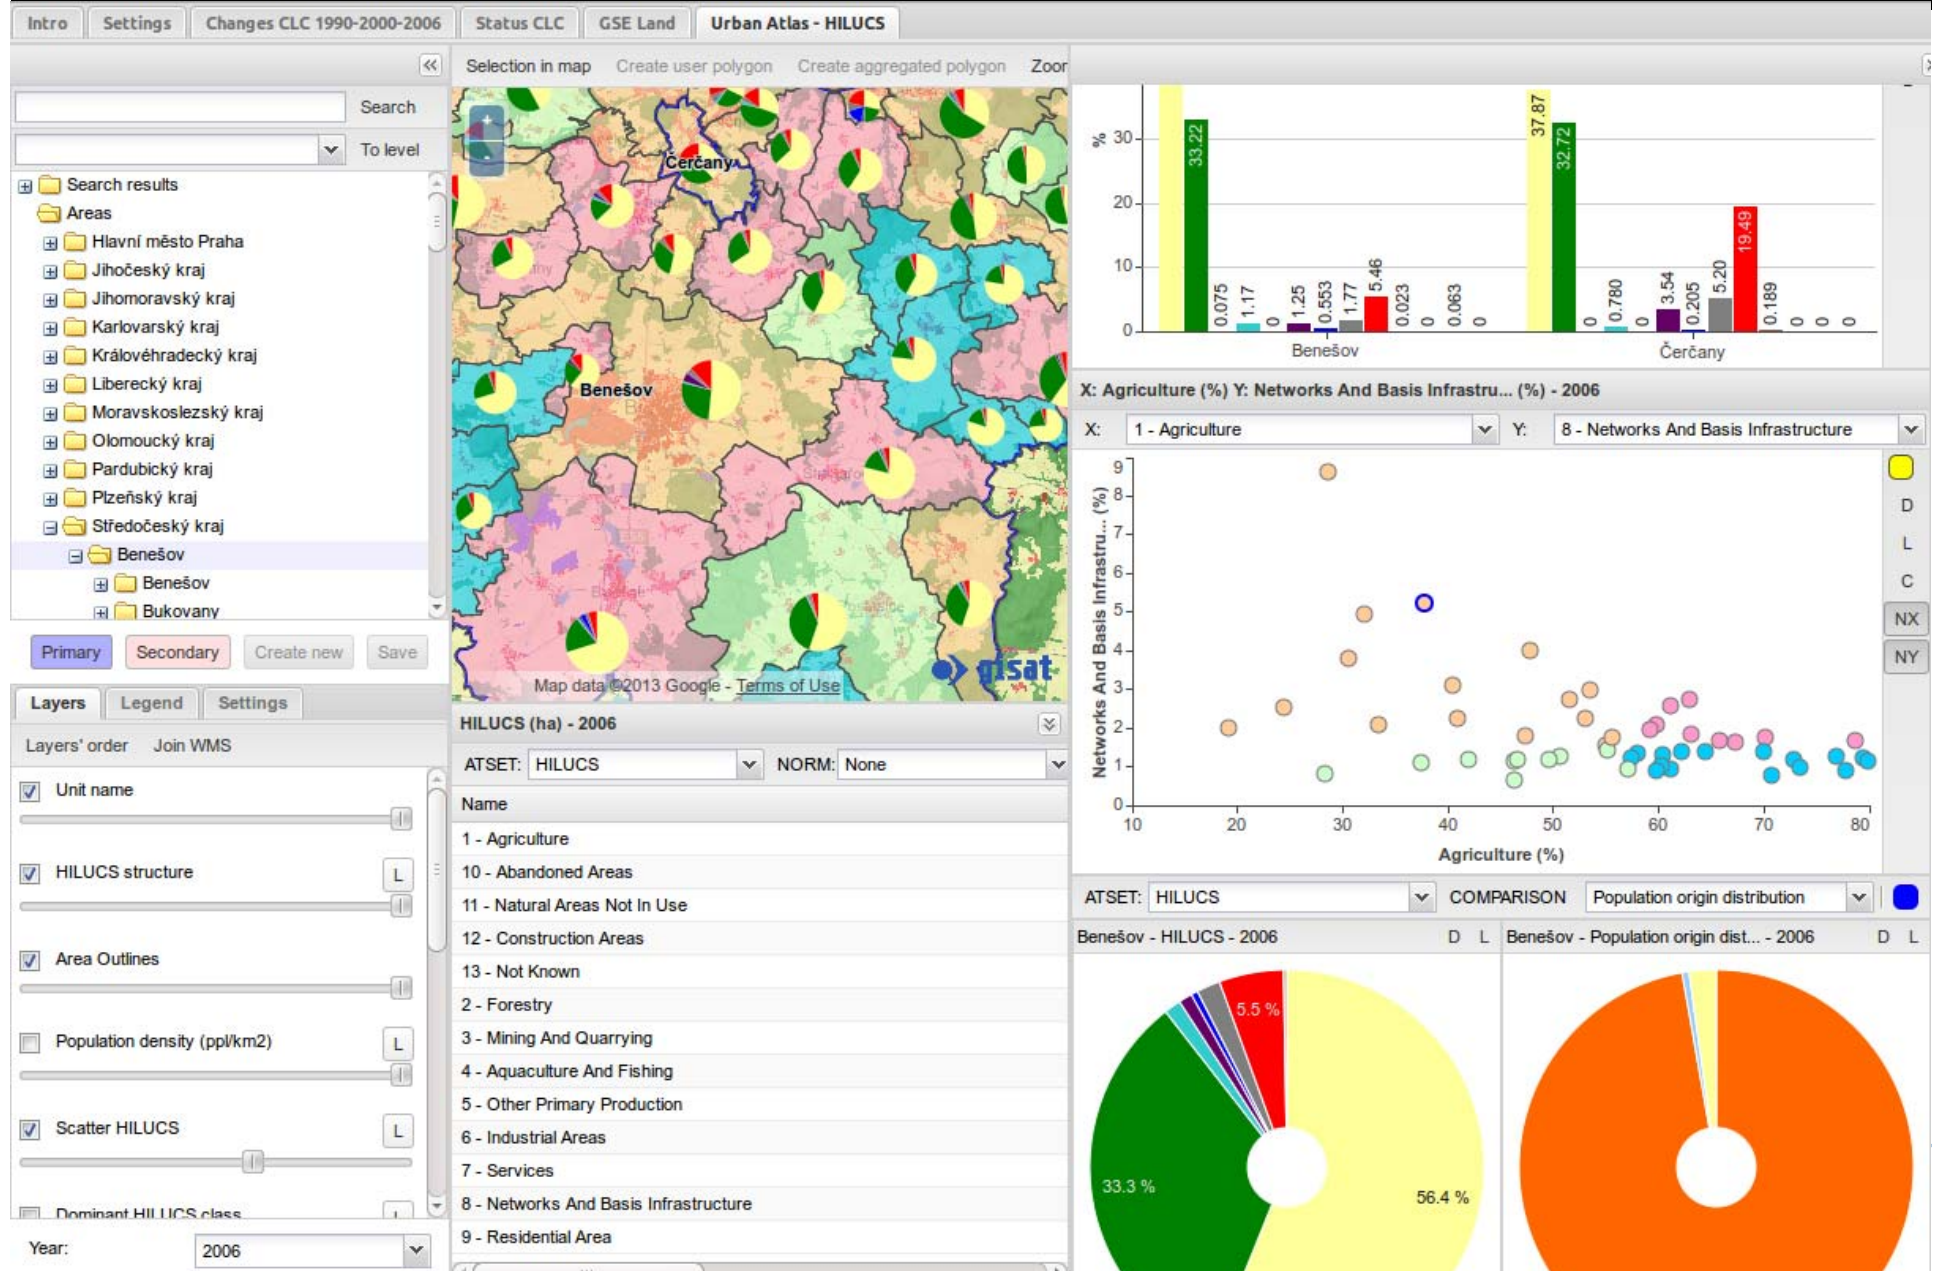 Intro Settings Changes CLC 1990-2000-2006 Status CLC GSE Land Urban Atlas - HILUCS
Search
To level
Search results
Areas
Hlavní město Praha
Jihočeský kraj
Jihomoravský kraj
Karlovarský kraj
Královéhradecký kraj
Liberecký kraj
Moravskoslezský kraj
Olomoucký kraj
Pardubický kraj
Plzeňský kraj
Středočeský kraj
Benešov
Benešov
Bukovany
Primary Secondary Create new Save
Layers Legend Settings
Layers' order Join WMS
Unit name
HILUCS structure L
Area Outlines
Population density (ppl/km2) L
Scatter HILUCS L
Dominant HILUCS class L
Year: 2006
Selection in map Create user polygon Create aggregated polygon Zoor
+
-
Čerčany
Benešov
gisat
Map data ©2013 Google - Terms of Use
HILUCS (ha) - 2006
ATSET: HILUCS NORM: None
Name
1 - Agriculture
10 - Abandoned Areas
11 - Natural Areas Not In Use
12 - Construction Areas
13 - Not Known
2 - Forestry
3 - Mining And Quarrying
4 - Aquaculture And Fishing
5 - Other Primary Production
6 - Industrial Areas
7 - Services
8 - Networks And Basis Infrastructure
9 - Residential Area
%
30
20
10
0
33.22 0.075 1.17 0 1.25 0.553 1.77 5.46 0.023 0 0.063 0
37.87 32.72 0 0.780 0 3.54 0.205 5.20 19.49 0.189 0 0 0
Benešov Čerčany
X: Agriculture (%) Y: Networks And Basis Infrastru... (%) - 2006
X: 1 - Agriculture Y: 8 - Networks And Basis Infrastructure
Networks And Basis Infrastru... (%)
9
8
7
6
5
4
3
2
1
0
10 20 30 40 50 60 70 80
Agriculture (%)
D
L
C
NX
NY
ATSET: HILUCS COMPARISON Population origin distribution
Benešov - HILUCS - 2006 D L
Benešov - Population origin dist... - 2006 D L
5.5 %
33.3 %
56.4 %